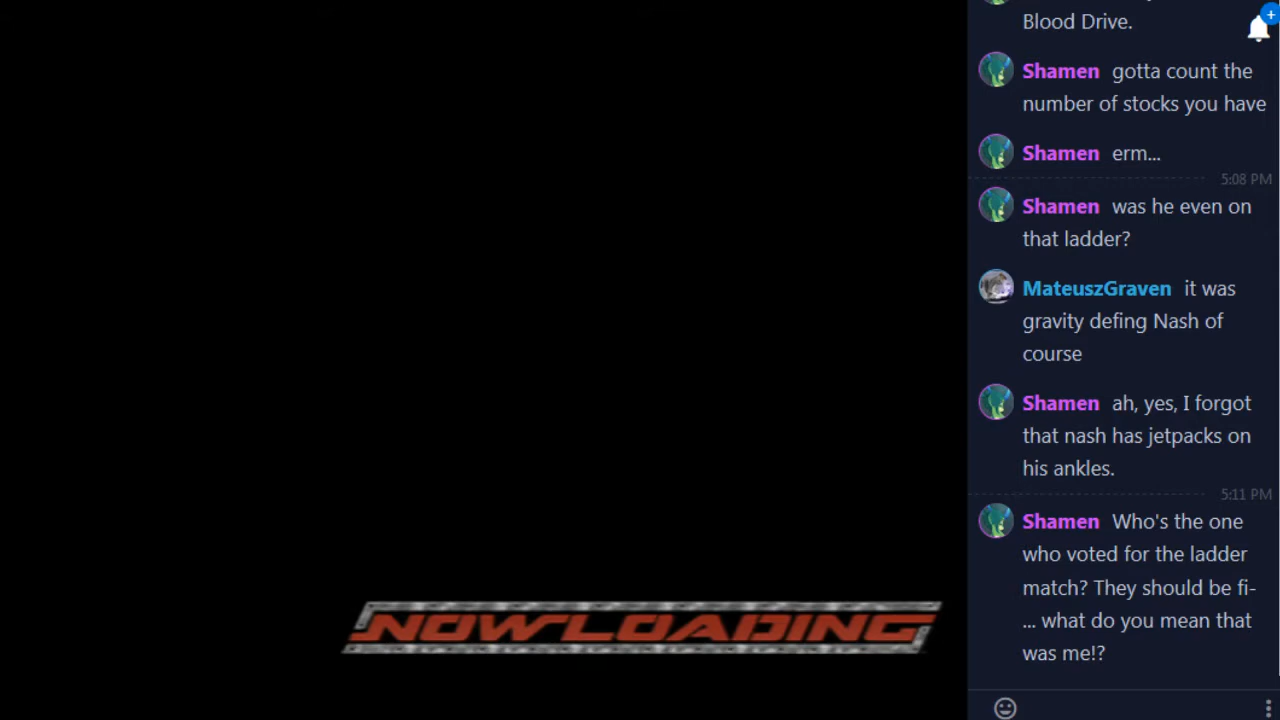 Blood Drive.
+
Shamen gotta count the
number of stocks you have
Shamen erm...
5:08 PM
Shamen was he even on
that ladder?
MateuszGraven it was
gravity defing Nash of
course
Shamen ah, yes, I forgot
that nash has jetpacks on
his ankles.
5:11 PM
Shamen Who's the one
who voted for the ladder
match? They should be fi-
... what do you mean that
was me!?
NOW LOADING